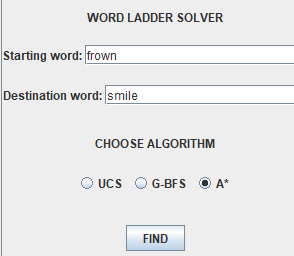 WORD LADDER SOLVER
Starting word: frown
Destination word: smile
CHOOSE ALGORITHM
UCS G-BFS A*
FIND